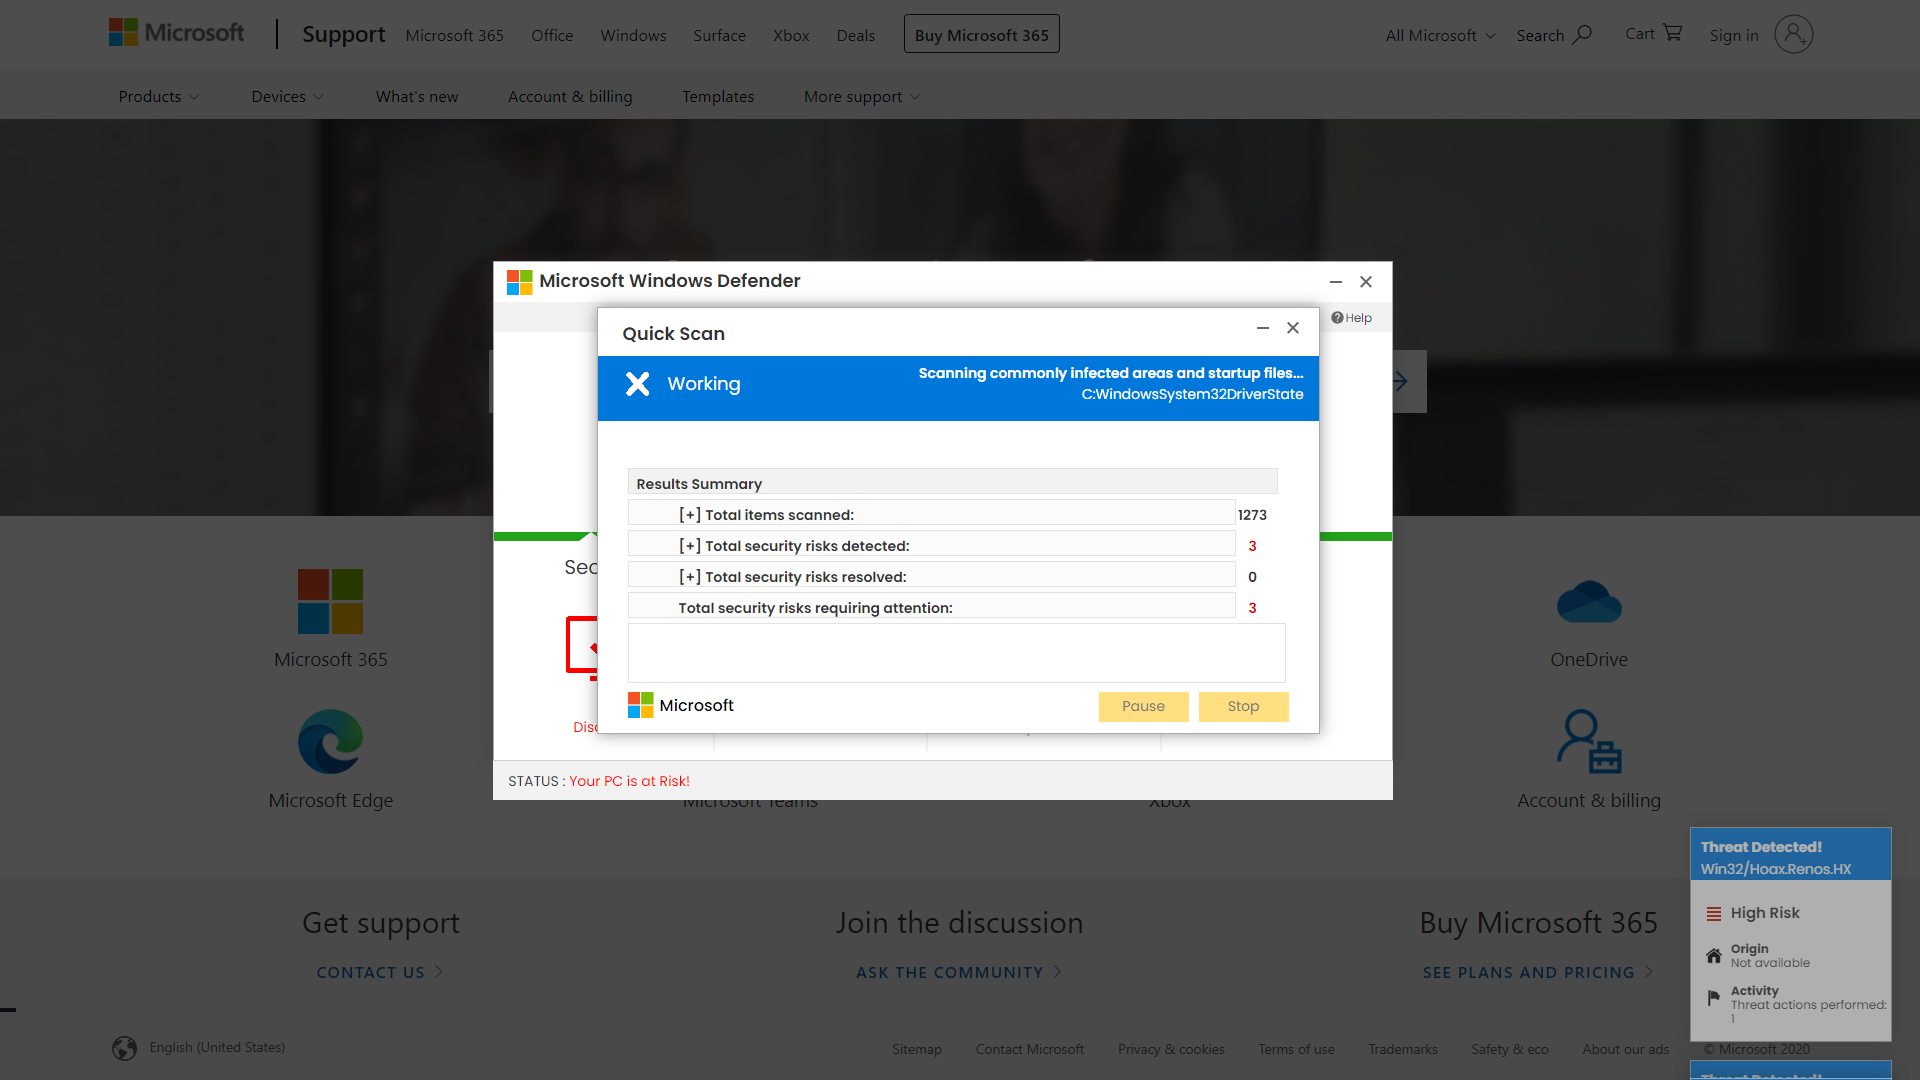 Microsoft
Support
Microsoft 365
Office
Windows
Surface
Xbox
Deals
Buy Microsoft 365
All Microsoft
Search
Cart
Sign in
Products
Devices
What's new
Account & billing
Templates
More support
Microsoft Windows Defender
Help
Quick Scan
Working
Scanning commonly infected areas and startup files...
C:WindowsSystem32DriverState
Results Summary
[+] Total items scanned: 1273
[+] Total security risks detected: 3
[+] Total security risks resolved: 0
Total security risks requiring attention: 3
Microsoft
Pause
Stop
Sec
Disc
STATUS : Your PC is at Risk!
Microsoft 365
OneDrive
Microsoft Edge
Microsoft Teams
Xbox
Account & billing
Threat Detected!
Win32/Hoax.Renos.HX
High Risk
Origin
Not available
Activity
Threat actions performed:
1
Threat Detected!
Get support
CONTACT US
Join the discussion
ASK THE COMMUNITY
Buy Microsoft 365
SEE PLANS AND PRICING
English (United States)
Sitemap
Contact Microsoft
Privacy & cookies
Terms of use
Trademarks
Safety & eco
About our ads
© Microsoft 2020